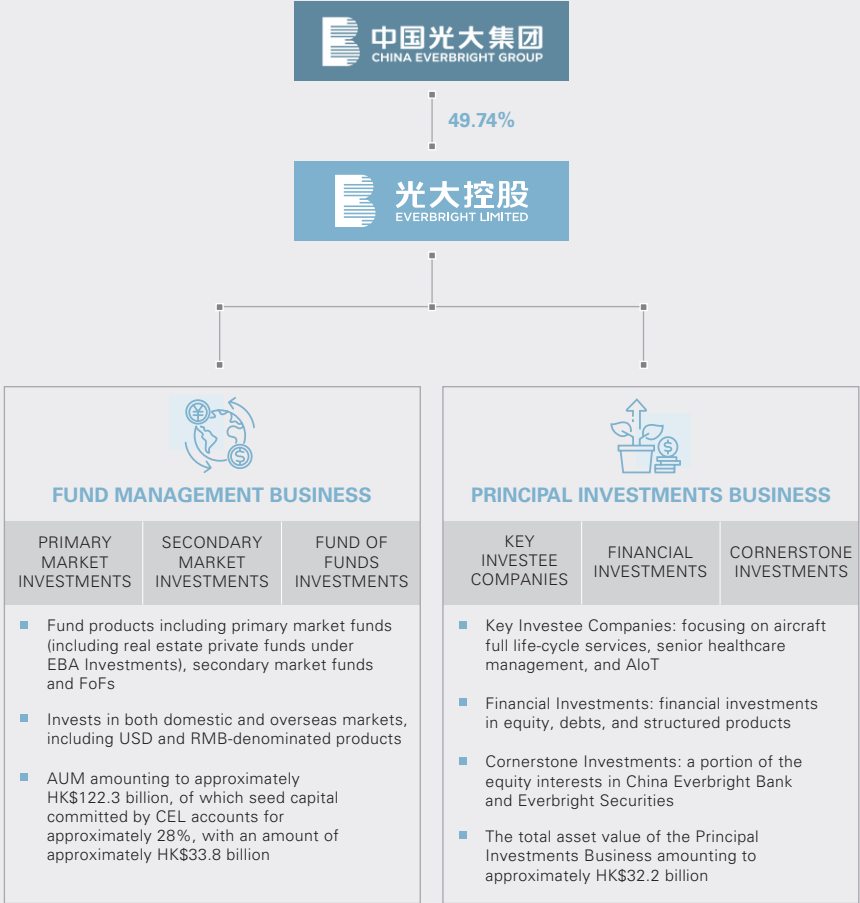 中国光大集团
CHINA EVERBRIGHT GROUP
49.74%
光大控股
EVERBRIGHT LIMITED
FUND MANAGEMENT BUSINESS
PRIMARY
MARKET
INVESTMENTS
SECONDARY
MARKET
INVESTMENTS
FUND OF
FUNDS
INVESTMENTS
Fund products including primary market funds
(including real estate private funds under
EBA Investments), secondary market funds
and FoFs
Invests in both domestic and overseas markets,
including USD and RMB-denominated products
AUM amounting to approximately
HK$122.3 billion, of which seed capital
committed by CEL accounts for
approximately 28%, with an amount of
approximately HK$33.8 billion
PRINCIPAL INVESTMENTS BUSINESS
KEY
INVESTEE
COMPANIES
FINANCIAL
INVESTMENTS
CORNERSTONE
INVESTMENTS
Key Investee Companies: focusing on aircraft
full life-cycle services, senior healthcare
management, and AIoT
Financial Investments: financial investments
in equity, debts, and structured products
Cornerstone Investments: a portion of the
equity interests in China Everbright Bank
and Everbright Securities
The total asset value of the Principal
Investments Business amounting to
approximately HK$32.2 billion